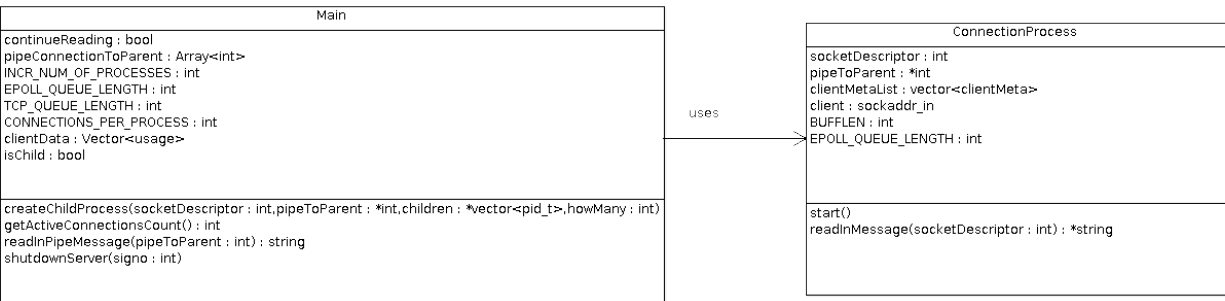 Main
continueReading : bool
pipeConnectionToParent : Array<int>
INCR_NUM_OF_PROCESSES : int
EPOLL_QUEUE_LENGTH : int
TCP_QUEUE_LENGTH : int
CONNECTIONS_PER_PROCESS : int
clientData : Vector<usage>
isChild : bool
createChildProcess(socketDescriptor : int,pipeToParent : *int,children : *vector<pid_t>,howMany : int)
getActiveConnectionsCount() : int
readInPipeMessage(pipeToParent : int) : string
shutdownServer(signo : int)
uses
ConnectionProcess
socketDescriptor : int
pipeToParent : *int
clientMetaList : vector<clientMeta>
client : sockaddr_in
BUFFLEN : int
EPOLL_QUEUE_LENGTH : int
start()
readInMessage(socketDescriptor : int) : *string